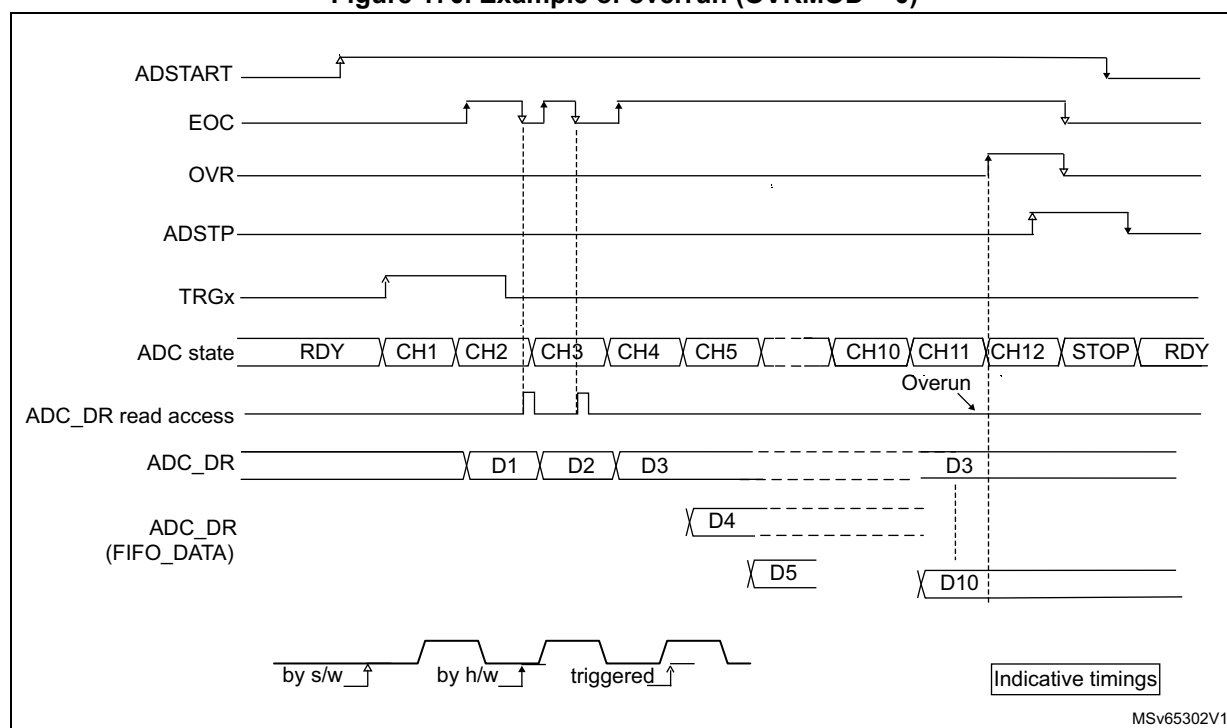 ADSTART
EOC
OVR
ADSTP
TRGx
ADC state RDY CH1 CH2 CH3 CH4 CH5 CH10 CH11 CH12 STOP RDY
Overun
ADC_DR read access
ADC_DR D1 D2 D3 D3
ADC_DR
(FIFO_DATA)
D4
D5
D10
by s/w by h/w triggered
Indicative timings
MSv65302V1